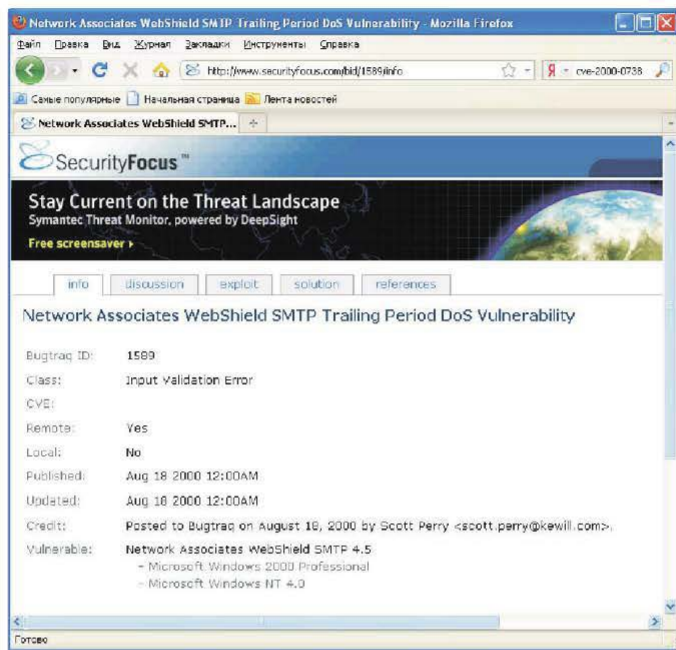 Network Associates WebShield SMTP Trailing Period DoS Vulnerability - Mozilla Firefox
Файл Правка Вид Журнал Закладки Инструменты Справка
http://www.securityfocus.com/bid/1589/info
Я cve-2000-0738
Самые популярные Начальная страница Лента новостей
Network Associates WebShield SMTP...
SecurityFocus ™
Stay Current on the Threat Landscape
Symantec Threat Monitor, powered by DeepSight
Free screensaver
info discussion exploit solution references
Network Associates WebShield SMTP Trailing Period DoS Vulnerability
Bugtraq ID: 1589
Class: Input Validation Error
CVE:
Remote: Yes
Local: No
Published: Aug 18 2000 12:00AM
Updated: Aug 18 2000 12:00AM
Credit: Posted to Bugtraq on August 18, 2000 by Scott Perry <scott.perry@kewill.com>.
Vulnerable: Network Associates WebShield SMTP 4.5
- Microsoft Windows 2000 Professional
- Microsoft Windows NT 4.0
Готово